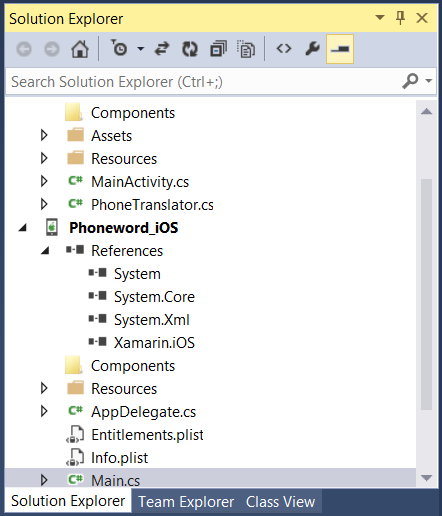 Solution Explorer
Search Solution Explorer (Ctrl+;)
Components
Assets
Resources
C# MainActivity.cs
C# PhoneTranslator.cs
Phoneword_iOS
References
System
System.Core
System.Xml
Xamarin.iOS
Components
Resources
C# AppDelegate.cs
Entitlements.plist
Info.plist
C# Main.cs
Solution Explorer Team Explorer Class View